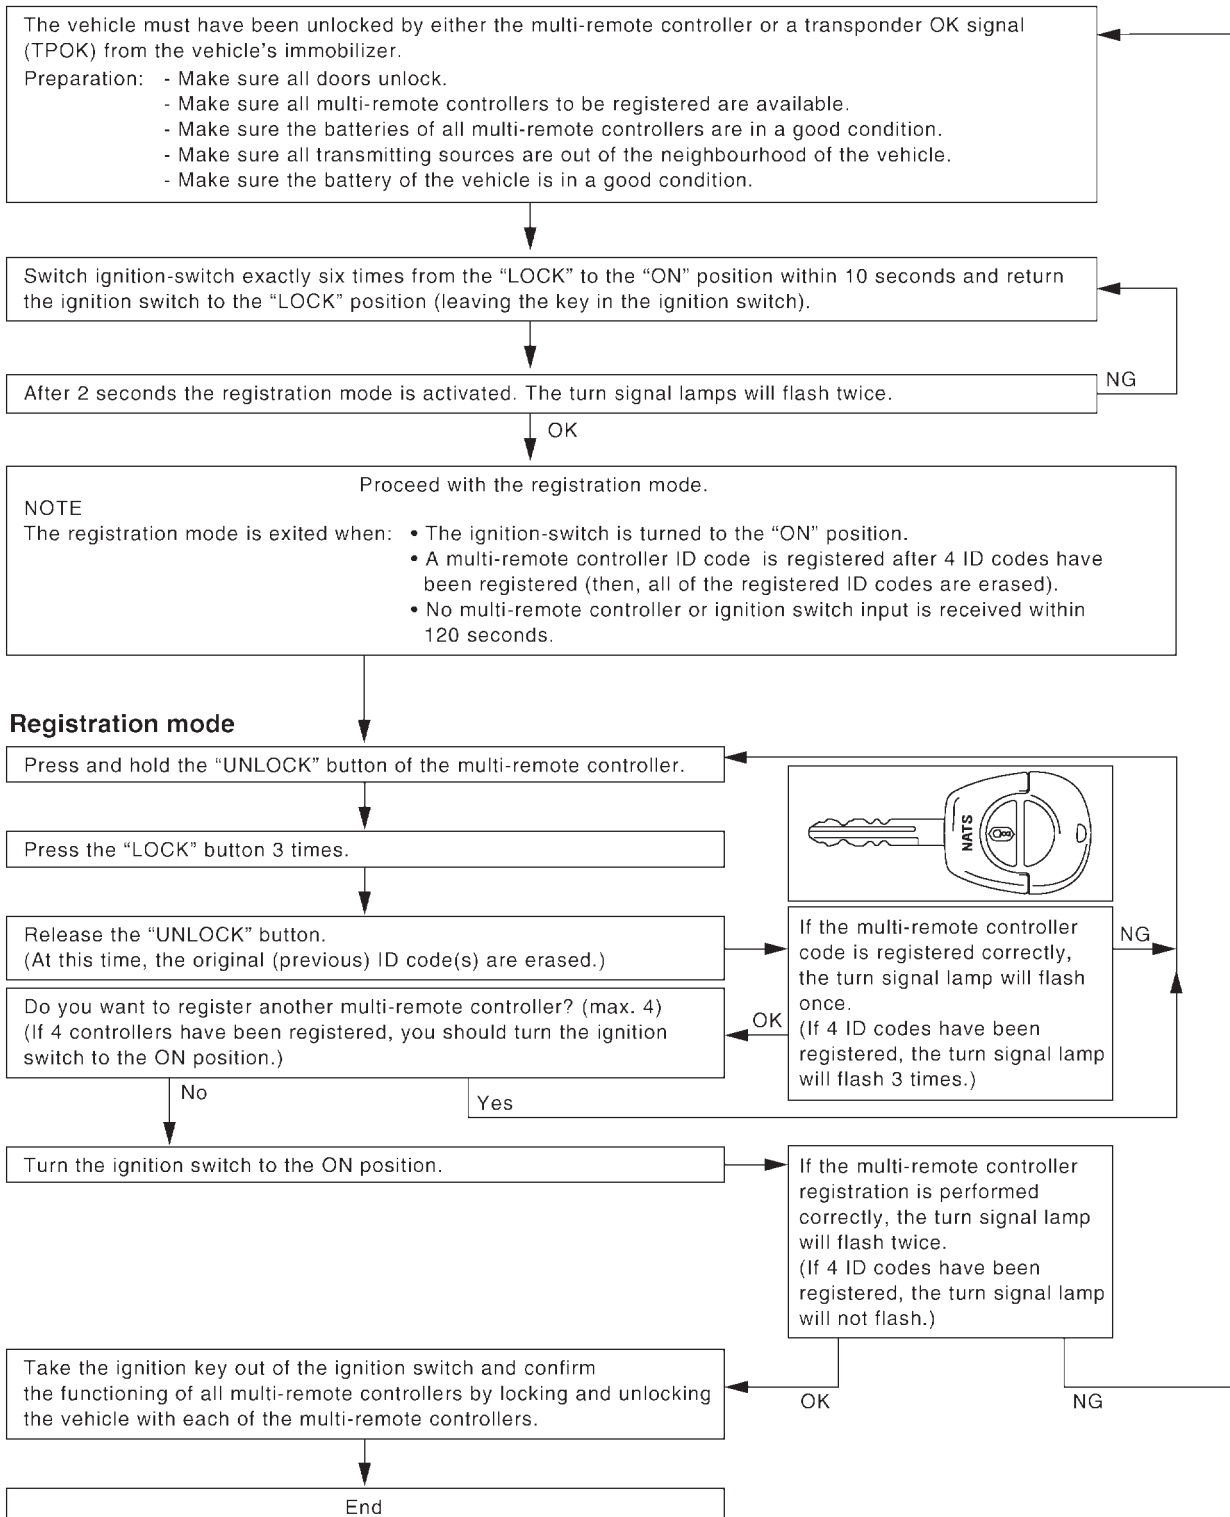 The vehicle must have been unlocked by either the multi-remote controller or a transponder OK signal
(TPOK) from the vehicle's immobilizer.
Preparation: - Make sure all doors unlock.
- Make sure all multi-remote controllers to be registered are available.
- Make sure the batteries of all multi-remote controllers are in a good condition.
- Make sure all transmitting sources are out of the neighbourhood of the vehicle.
- Make sure the battery of the vehicle is in a good condition.
Switch ignition-switch exactly six times from the “LOCK” to the “ON” position within 10 seconds and return
the ignition switch to the “LOCK” position (leaving the key in the ignition switch).
After 2 seconds the registration mode is activated. The turn signal lamps will flash twice.
NG
OK
Proceed with the registration mode.
NOTE
The registration mode is exited when: • The ignition-switch is turned to the “ON” position.
• A multi-remote controller ID code is registered after 4 ID codes have
been registered (then, all of the registered ID codes are erased).
• No multi-remote controller or ignition switch input is received within
120 seconds.
Registration mode
Press and hold the “UNLOCK” button of the multi-remote controller.
Press the “LOCK” button 3 times.
NATS
Release the “UNLOCK” button.
(At this time, the original (previous) ID code(s) are erased.)
If the multi-remote controller
code is registered correctly,
the turn signal lamp will flash
once.
(If 4 ID codes have been
registered, the turn signal lamp
will flash 3 times.)
NG
OK
Do you want to register another multi-remote controller? (max. 4)
(If 4 controllers have been registered, you should turn the ignition
switch to the ON position.)
No
Yes
Turn the ignition switch to the ON position.
If the multi-remote controller
registration is performed
correctly, the turn signal lamp
will flash twice.
(If 4 ID codes have been
registered, the turn signal lamp
will not flash.)
OK
NG
Take the ignition key out of the ignition switch and confirm
the functioning of all multi-remote controllers by locking and unlocking
the vehicle with each of the multi-remote controllers.
End